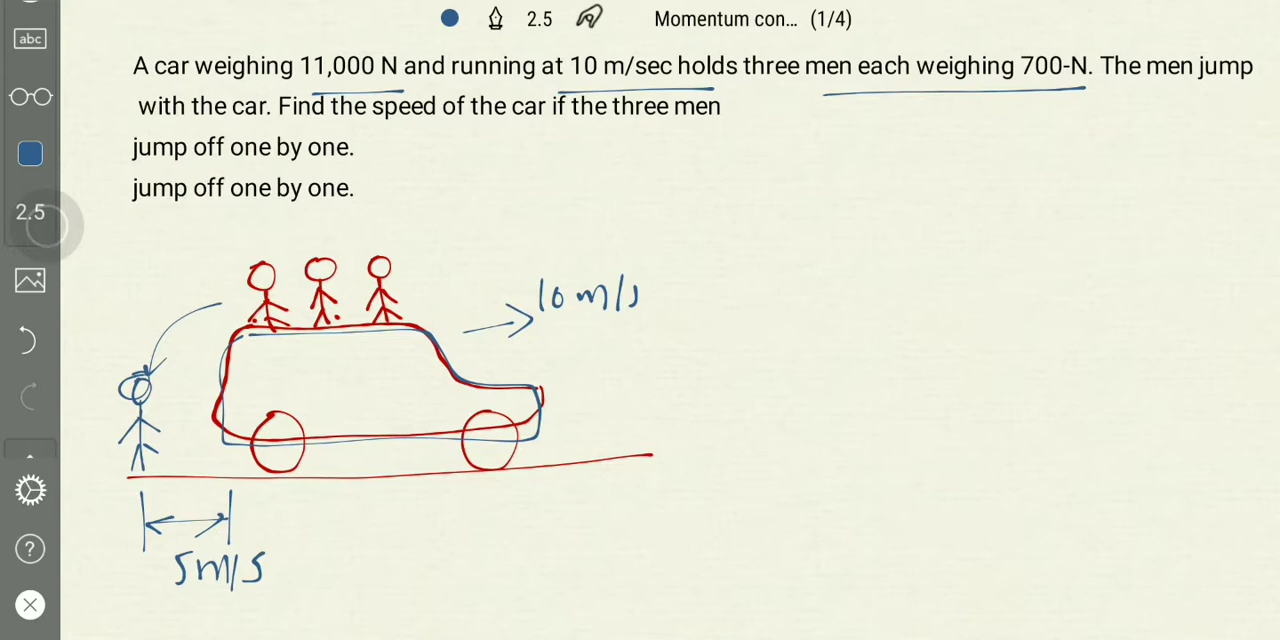 2.5 Momentum con... (1/4)
abc
A car weighing 11,000 N and running at 10 m/sec holds three men each weighing 700-N. The men jump
with the car. Find the speed of the car if the three men
jump off one by one.
jump off one by one.
2.5
10 m/s
5m/s
?